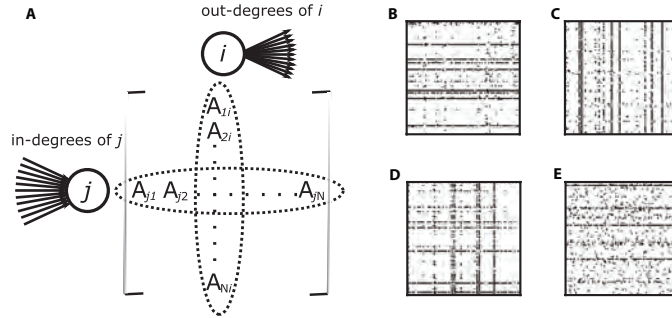 A
out-degrees of i
B
C
i
A1i
A2i
in-degrees of j
j
Aj1 Aj2 . . . . . . . AjN
D
E
ANi